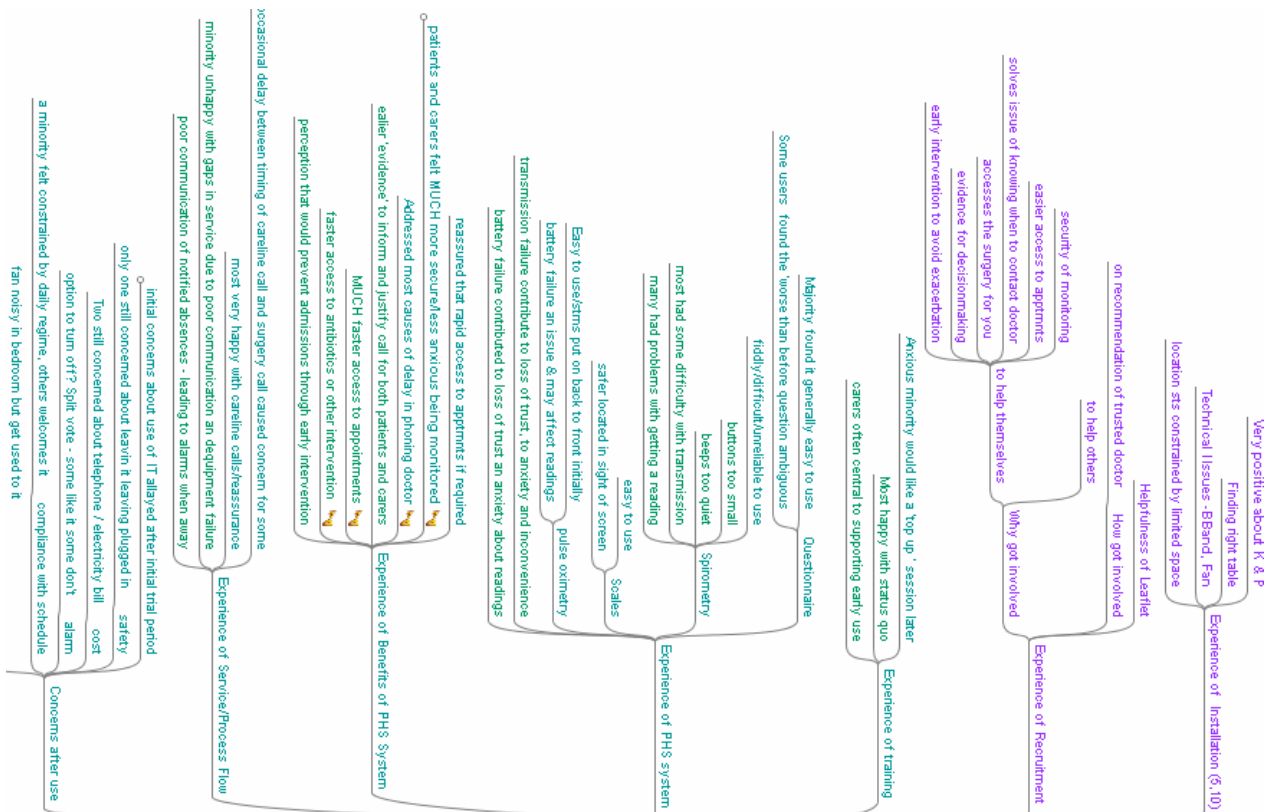 Very positive about K & P
Finding right table
Technical Issues - BBand, Fan
location sts constrained by limited space
Experience of Installation (5,10)
Helpfulness of Leaflet
on recommendation of trusted doctor
How got involved
to help others
security of monitoring
easier access to apptmnts
solves issue of knowing when to contact doctor
accesses the surgery for you
evidence for decisionmaking
early intervention to avoid exacerbation
to help themselves
Why got involved
Experience of Recruitment
Anxious minority would like a 'top up' session later
Most happy with status quo
carers often central to supporting early use
Experience of training
Majority found it generally easy to use
Some users found the 'worse than before question ambiguous
Questionnaire
fiddly/difficult/unreliable to use
buttons too small
beeps too quiet
most had some difficulty with transmission
many had problems with getting a reading
Spirometry
easy to use
safer located in sight of screen
Scales
Easy to use/stms put on back to front initially
battery failure an issue & may affect readings
pulse oximetry
transmission failure contribute to loss of trust, to anxiety and inconvenience
battery failure contributed to loss of trust an anxiety about readings
Experience of PHS system
reassured that rapid access to apptmnts if required
patients and carers felt MUCH more secure/less anxious being monitored
Addressed most causes of delay in phoning doctor
ealier 'evidence' to inform and justify call for both patients and carers
MUCH faster access to appointments
faster access to antibiotics or other intervention
perception that would prevent admissions through early intervention
Experience of Benefits of PHS System
occasional delay between timing of careline call and surgery call caused concern for some
most very happy with careline calls/reassurance
minority unhappy with gaps in service due to poor communication an dequipment failure
poor communication of notified absences - leading to alarms when away
Experience of Service/Process Flow
initial concerns about use of IT allayed after initial trial period
only one still concerned about leavin it leaving plugged in
safety
Two still concerned about telephone / electricity bill
cost
option to turn off? Split vote - some like it some don't
alarm
a minority felt constrained by daily regime, others welcomes it
compliance with schedule
fan noisy in bedroom but get used to it
Concerns after use